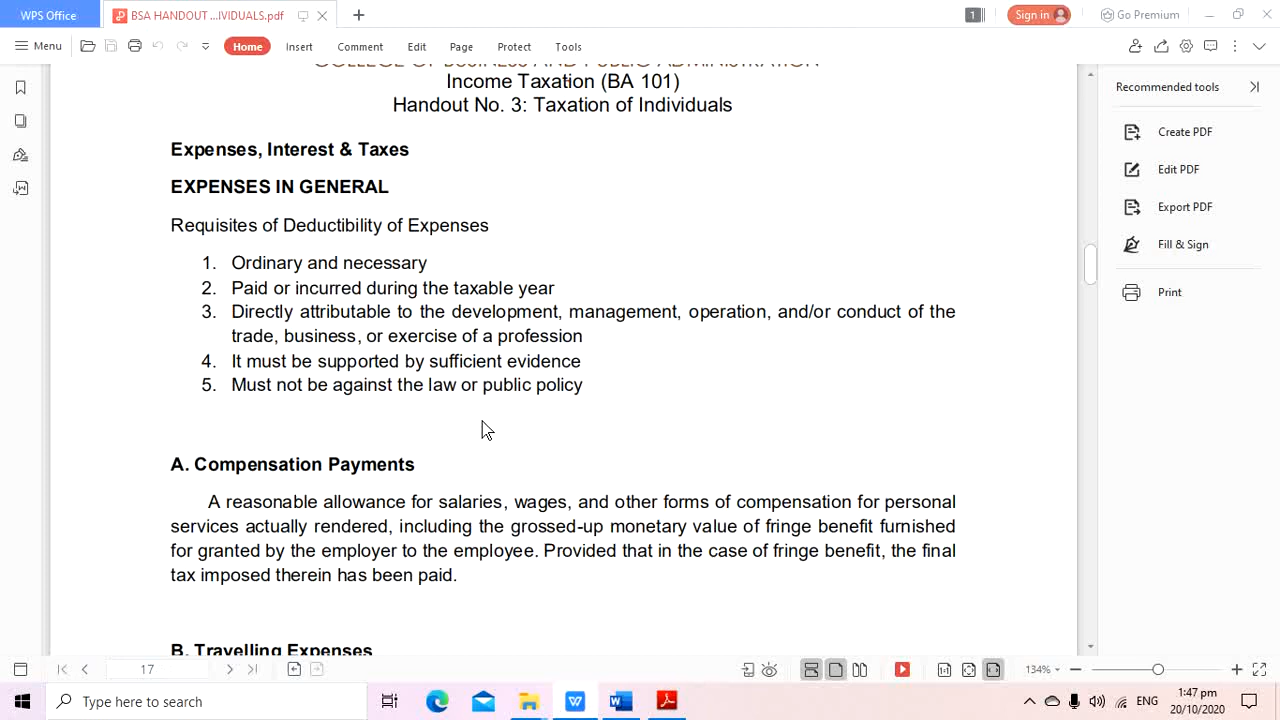 WPS Office
BSA HANDOUT ...IVIDUALS.pdf
1
Sign in
Go Premium
Menu
Home
Insert
Comment
Edit
Page
Protect
Tools
COLLEGE OF BUSINESS AND PUBLIC ADMINISTRATION
Income Taxation (BA 101)
Handout No. 3: Taxation of Individuals
Expenses, Interest & Taxes
EXPENSES IN GENERAL
Requisites of Deductibility of Expenses
1. Ordinary and necessary
2. Paid or incurred during the taxable year
3. Directly attributable to the development, management, operation, and/or conduct of the
trade, business, or exercise of a profession
4. It must be supported by sufficient evidence
5. Must not be against the law or public policy
A. Compensation Payments
A reasonable allowance for salaries, wages, and other forms of compensation for personal
services actually rendered, including the grossed-up monetary value of fringe benefit furnished
for granted by the employer to the employee. Provided that in the case of fringe benefit, the final
tax imposed therein has been paid.
B. Travelling Expenses
Recommended tools
Create PDF
Edit PDF
Export PDF
Fill & Sign
Print
17
134%
Type here to search
ENG
1:47 pm
20/10/2020